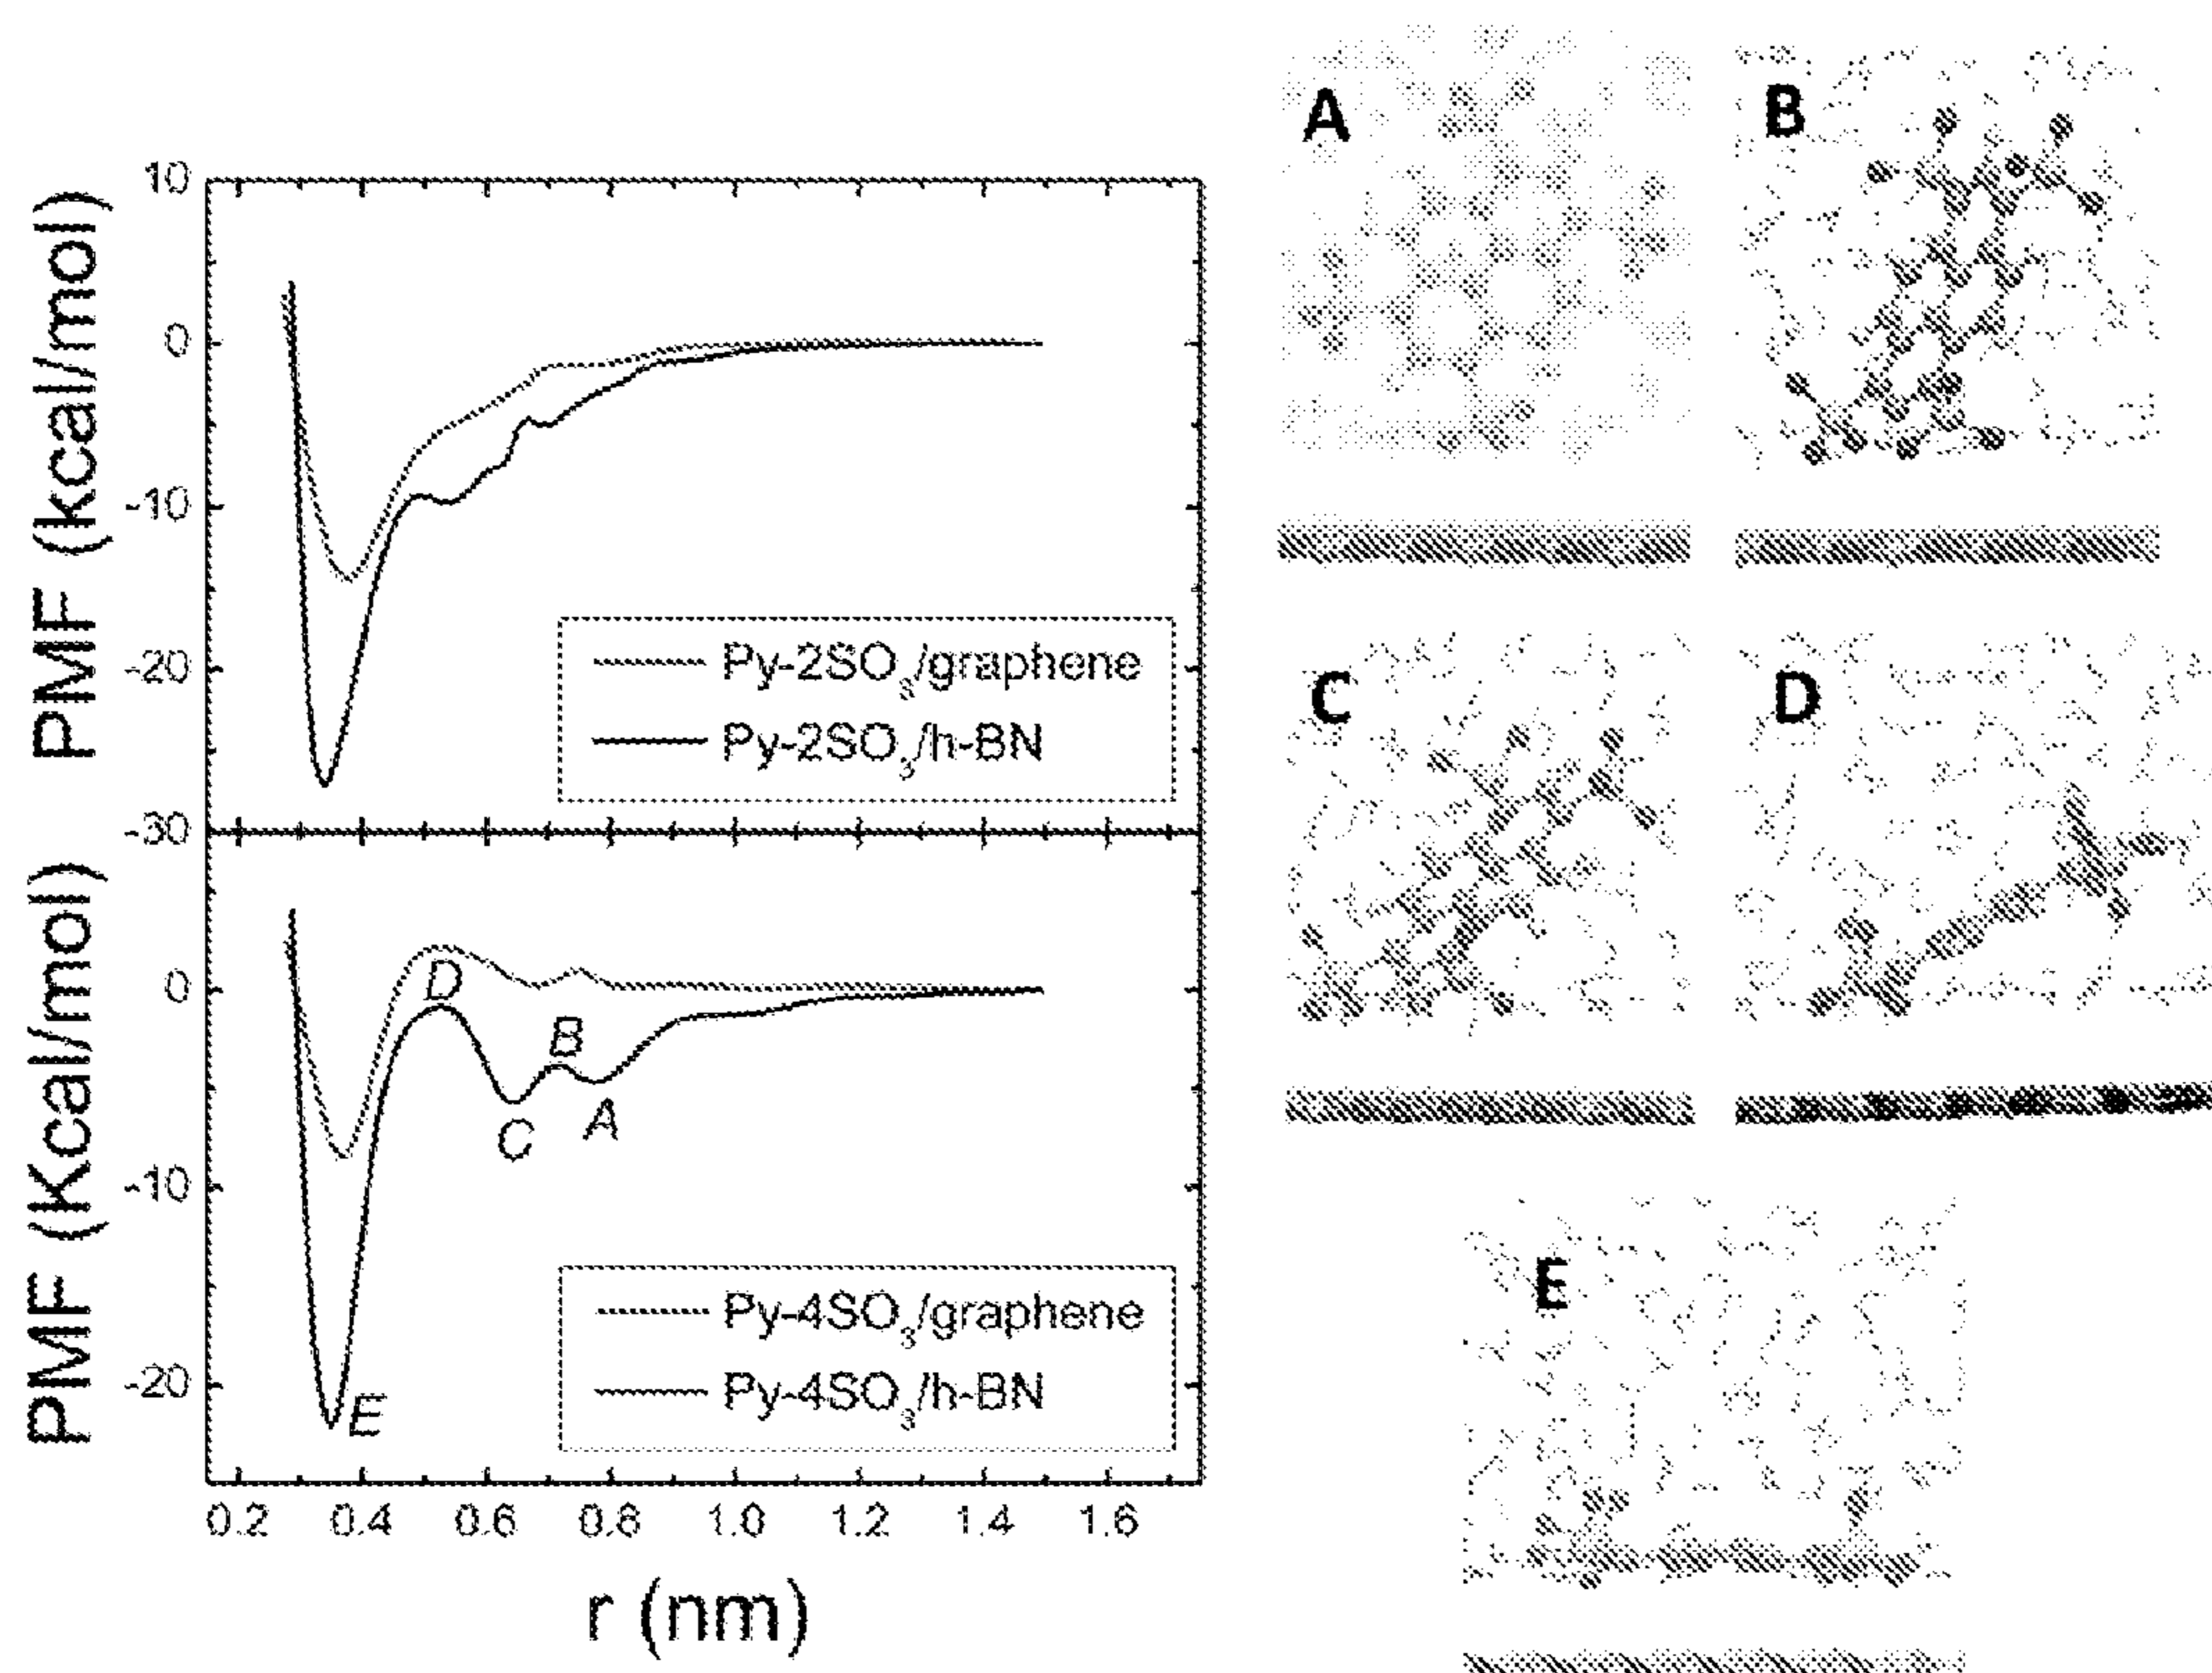 PMF (kcal/mol)
10
0
-10
-20
-30
Py-2SO3/graphene
Py-2SO3/h-BN
PMF (Kcal/mol)
0
-10
-20
D
B
C
A
E
Py-4SO3/graphene
Py-4SO3/h-BN
0.2 0.4 0.6 0.8 1.0 1.2 1.4 1.6
r (nm)
A
B
C
D
E